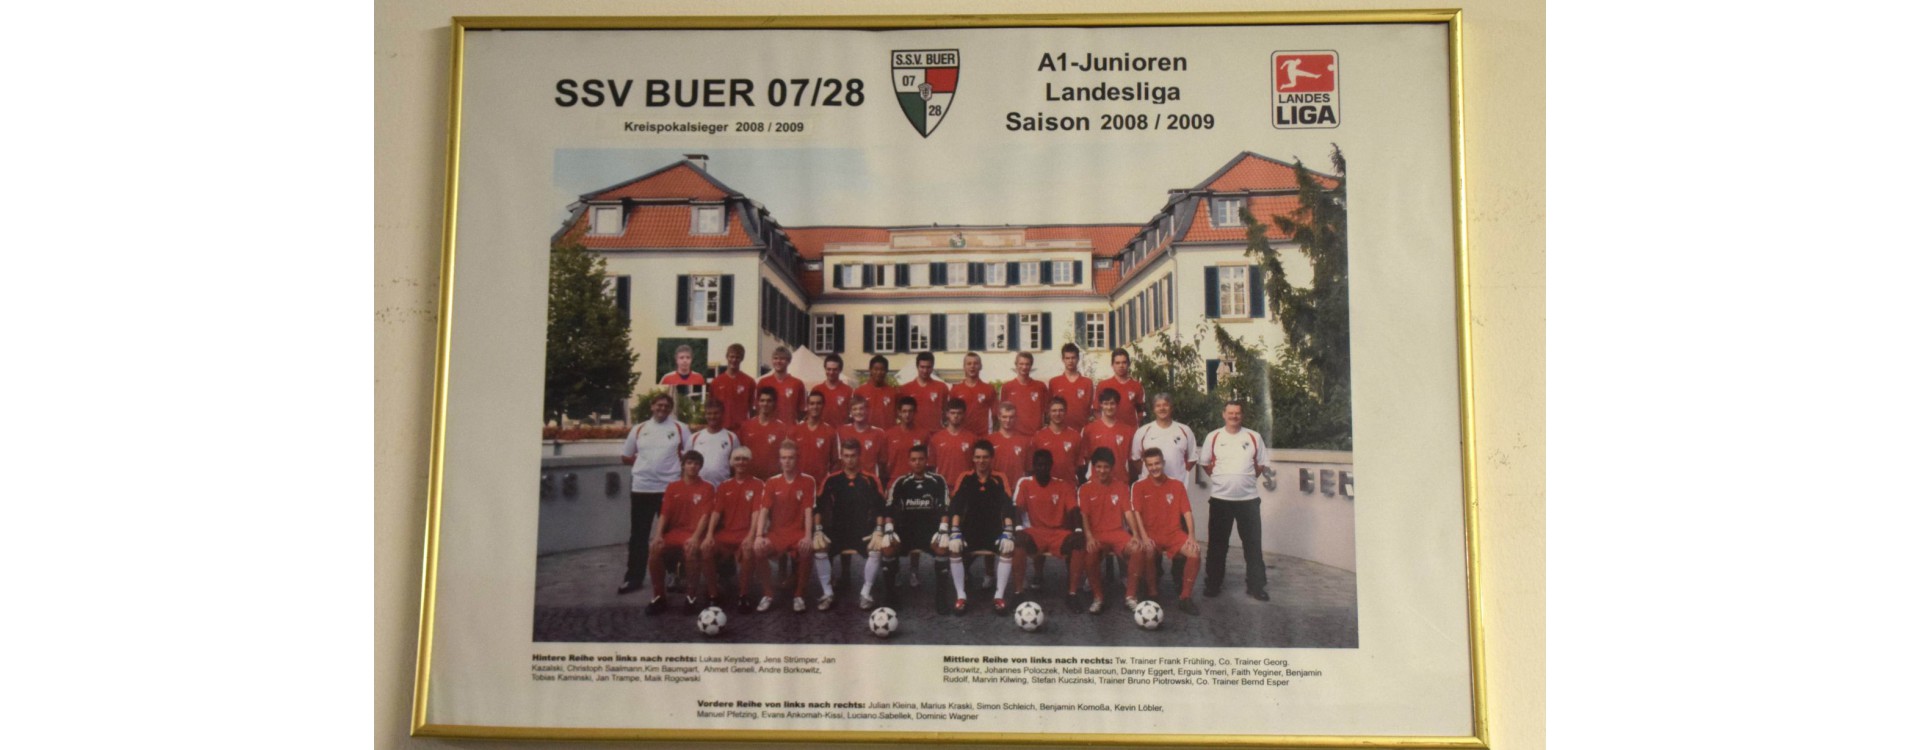 SSV BUER 07/28
Kreispokalsieger 2008 / 2009
S.S.V. BUER
07
28
A1-Junioren
Landesliga
Saison 2008 / 2009
LANDES
LIGA
Philipp
Hintere Reihe von links nach rechts: Lukas Keysberg, Jens Strümper, Jan
Kazalski, Christoph Saalmann,Kim Baumgart, Ahmet Geneli, Andre Borkowitz,
Tobias Kaminski, Jan Trampe, Maik Rogowski
Mittlere Reihe von links nach rechts: Tw. Trainer Frank Frühling, Co. Trainer Georg.
Borkowitz, Johannes Poloczek, Nebil Baaroun, Danny Eggert, Erguis Ymeri, Faith Yeginer, Benjamin
Rudolf, Marvin Kilwing, Stefan Kuczinski, Trainer Bruno Piotrowski, Co. Trainer Bernd Esper
Vordere Reihe von links nach rechts: Julian Kleina, Marius Kraski, Simon Schleich, Benjamin Komoßa, Kevin Löbler,
Manuel Pfetzing, Evans Ankomah-Kissi, Luciano Sabellek, Dominic Wagner